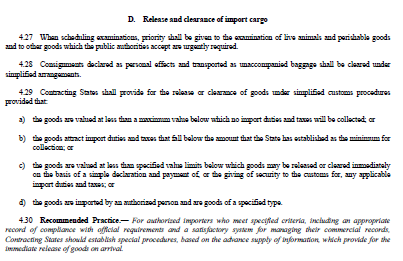 D. Release and clearance of import cargo
4.27 When scheduling examinations, priority shall be given to the examination of live animals and perishable goods
and to other goods which the public authorities accept are urgently required.
4.28 Consignments declared as personal effects and transported as unaccompanied baggage shall be cleared under
simplified arrangements.
4.29 Contracting States shall provide for the release or clearance of goods under simplified customs procedures
provided that:
a) the goods are valued at less than a maximum value below which no import duties and taxes will be collected; or
b) the goods attract import duties and taxes that fall below the amount that the State has established as the minimum for
collection; or
c) the goods are valued at less than specified value limits below which goods may be released or cleared immediately
on the basis of a simple declaration and payment of, or the giving of security to the customs for, any applicable
import duties and taxes; or
d) the goods are imported by an authorized person and are goods of a specified type.
4.30 Recommended Practice.— For authorized importers who meet specified criteria, including an appropriate
record of compliance with official requirements and a satisfactory system for managing their commercial records,
Contracting States should establish special procedures, based on the advance supply of information, which provide for the
immediate release of goods on arrival.